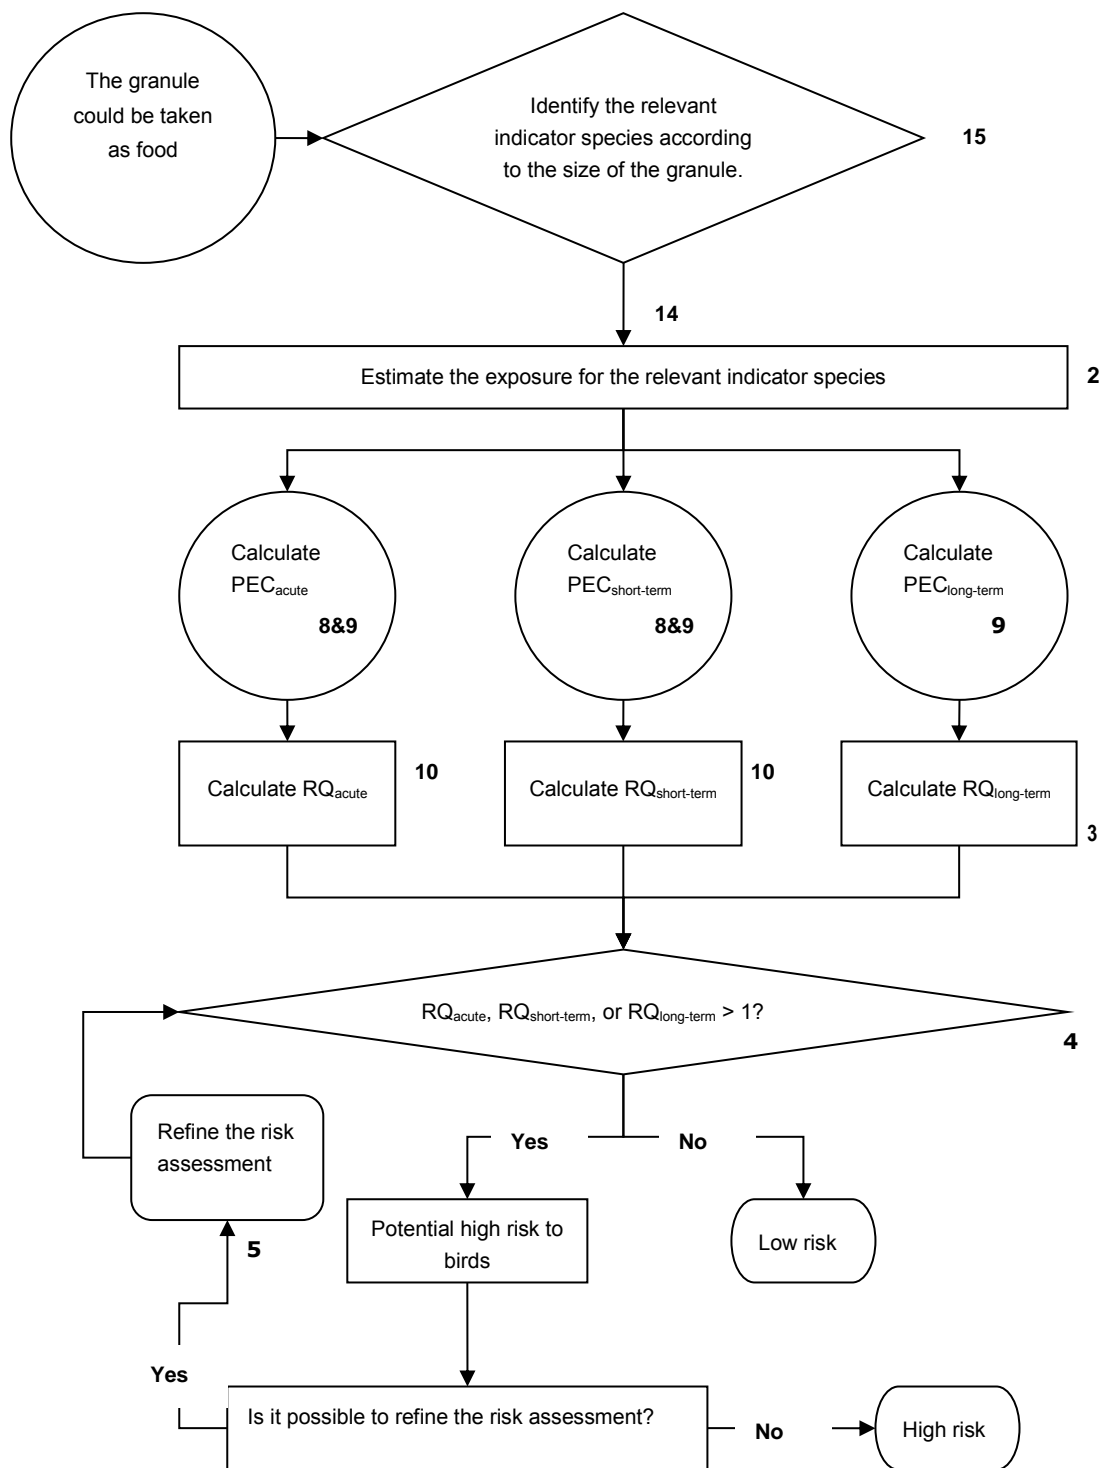 The granule
could be taken
as food
Identify the relevant
indicator species according
to the size of the granule.
15
14
Estimate the exposure for the relevant indicator species
2
Calculate
PECacute
8&9
Calculate
PECshort-term
8&9
Calculate
PEClong-term
9
Calculate RQacute
10
Calculate RQshort-term
10
Calculate RQlong-term
3
RQacute, RQshort-term, or RQlong-term > 1?
4
Refine the risk
assessment
5
Yes
No
Potential high risk to
birds
Low risk
Yes
Is it possible to refine the risk assessment?
No
High risk